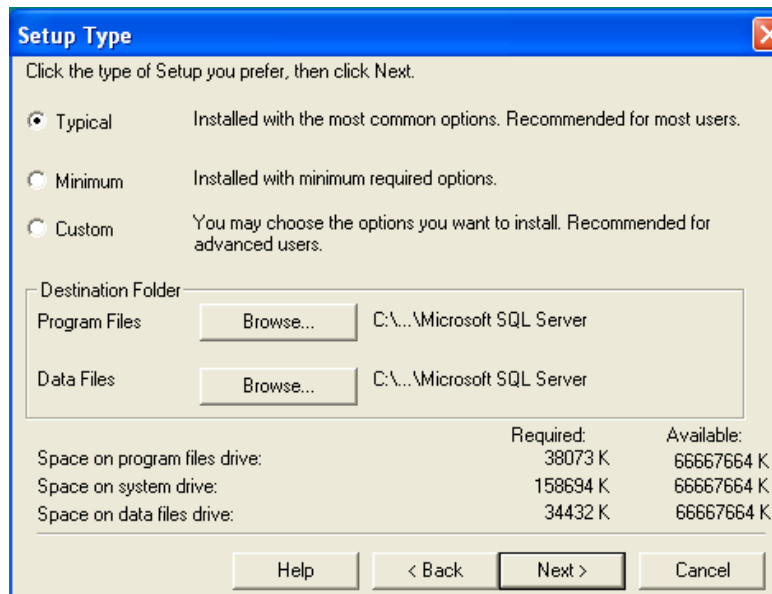 Setup Type
Click the type of Setup you prefer, then click Next.
Typical Installed with the most common options. Recommended for most users.
Minimum Installed with minimum required options.
Custom You may choose the options you want to install. Recommended for
advanced users.
Destination Folder
Program Files Browse... C:\...\Microsoft SQL Server
Data Files Browse... C:\...\Microsoft SQL Server
Required: Available:
Space on program files drive: 38073 K 66667664 K
Space on system drive: 158694 K 66667664 K
Space on data files drive: 34432 K 66667664 K
Help < Back Next > Cancel